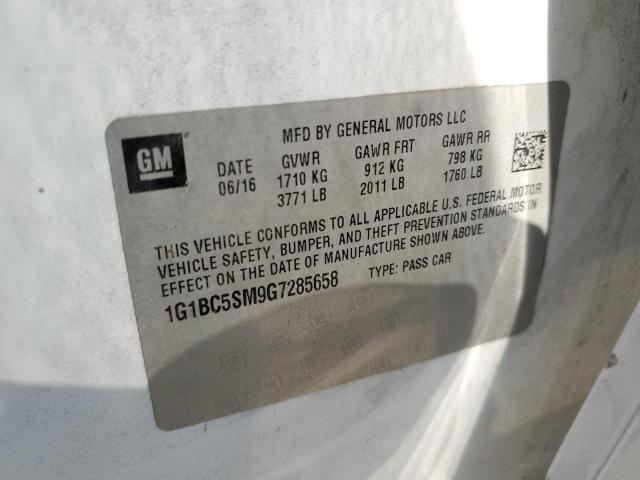 GM
MFD BY GENERAL MOTORS LLC
DATE GVWR GAWR FRT GAWR RR
06/16 1710 KG 912 KG 798 KG
3771 LB 2011 LB 1760 LB
THIS VEHICLE CONFORMS TO ALL APPLICABLE U.S. FEDERAL MOTOR
VEHICLE SAFETY, BUMPER, AND THEFT PREVENTION STANDARDS IN
EFFECT ON THE DATE OF MANUFACTURE SHOWN ABOVE.
1G1BC5SM9G7285658 TYPE: PASS CAR